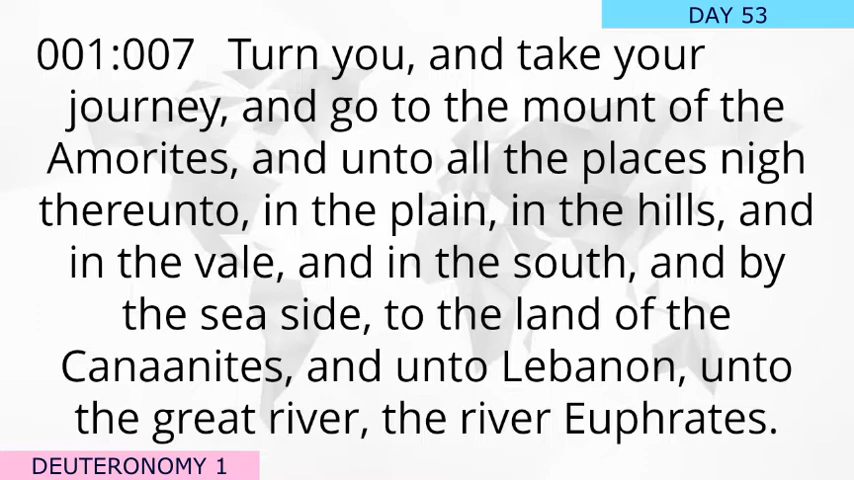 DAY 53
001:007 Turn you, and take your
journey, and go to the mount of the
Amorites, and unto all the places nigh
thereunto, in the plain, in the hills, and
in the vale, and in the south, and by
the sea side, to the land of the
Canaanites, and unto Lebanon, unto
the great river, the river Euphrates.
DEUTERONOMY 1